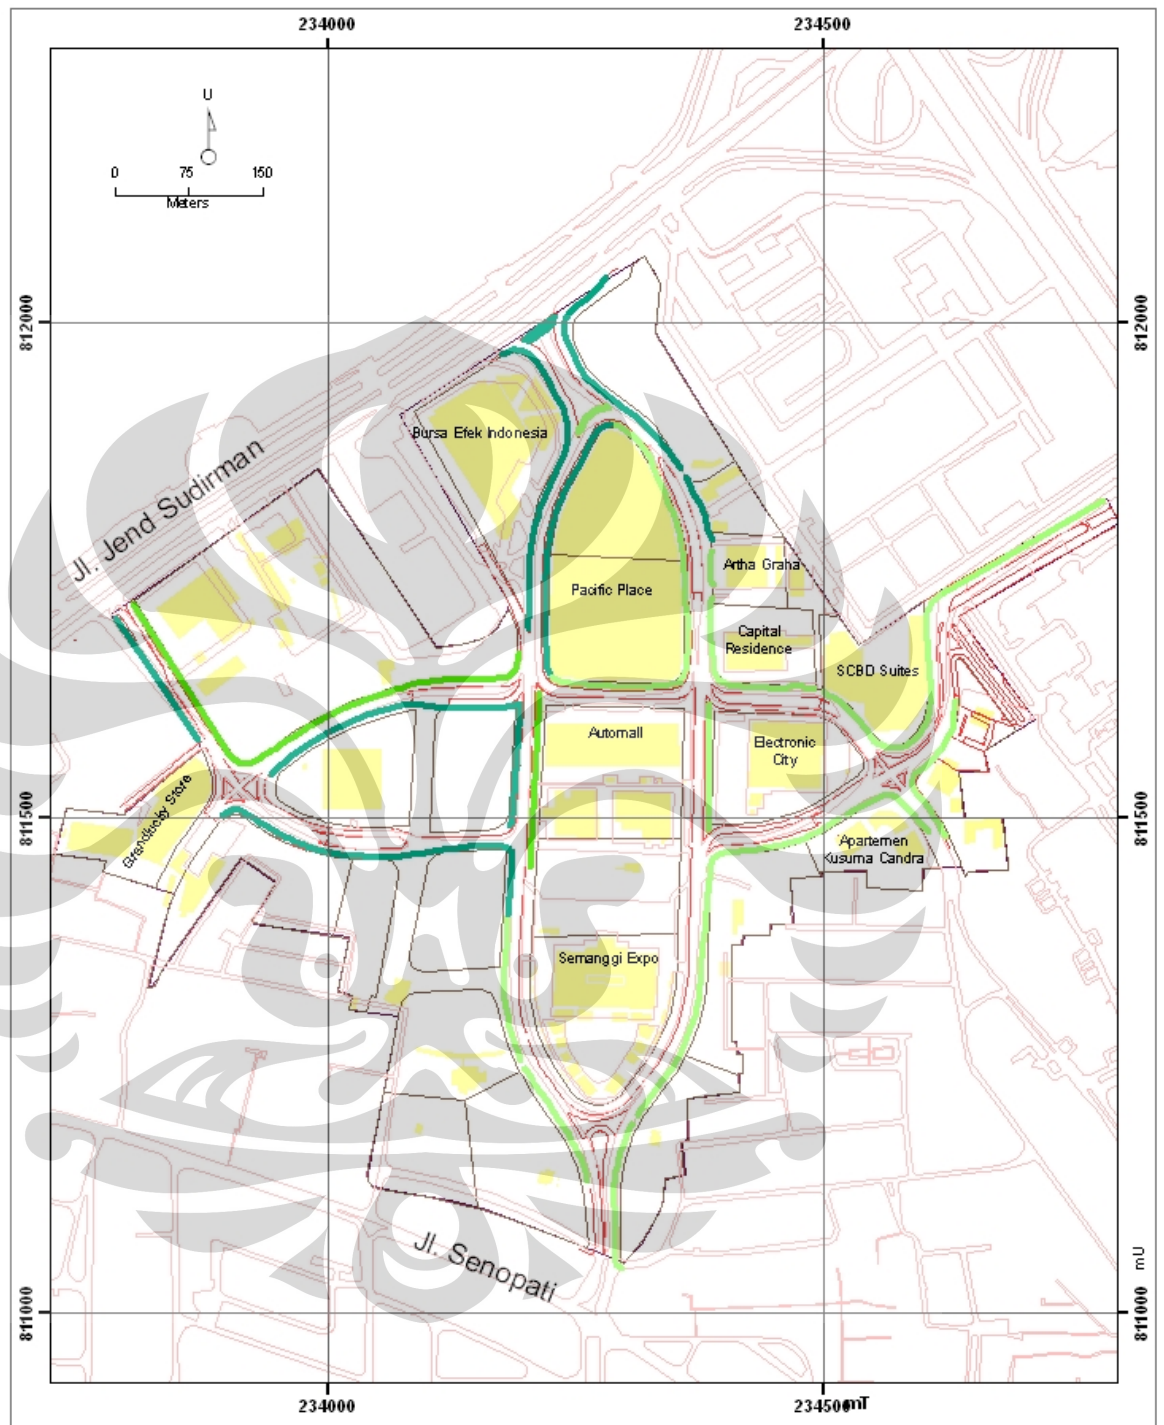 234000
234500
U
0
75
150
Meters
812000
812000
Bursa Efek Indonesia
Jl. Jend Sudirman
Artha Graha
Pacific Place
Capital
Residence
SCBD Suites
Automall
Electronic
City
Grandlucky Store
811500
811500
Apartemen
Kusuma Candra
Semanggi Expo
Jl. Senopati
mU
811000
811000
234000
234500
mT